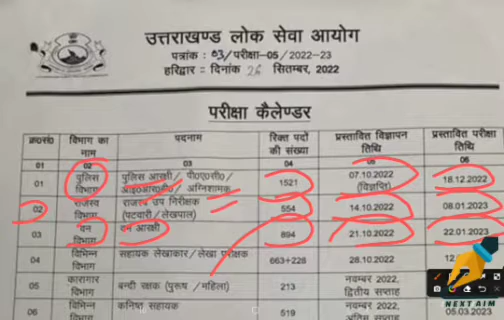 उत्तराखण्ड लोक सेवा आयोग
पत्रांकः 03/परीक्षा-05/2022-23
हरिद्वार – दिनांक 26 सितम्बर, 2022
परीक्षा कैलेण्डर
क्र०सं० विभाग का नाम पदनाम रिक्त पदों की संख्या प्रस्तावित विज्ञापन तिथि प्रस्तावित परीक्षा तिथि
01 02 03 04 05 06
01 पुलिस विभाग पुलिस आरक्षी/ पी०ए०सी०/ आई०आर०बी०/ अग्निशामक 1521 07.10.2022 (विज्ञप्ति) 18.12.2022
02 राजस्व विभाग राजस्व उप निरीक्षक (पटवारी/लेखपाल) 554 14.10.2022 08.01.2023
03 वन विभाग वन आरक्षी 894 21.10.2022 22.01.2023
04 विभिन्न विभाग सहायक लेखाकार/लेखा परीक्षक 663+228 28.10.2022 12
05 कारागार विभाग बन्दी रक्षक (पुरूष/महिला) 213 नवम्बर 2022, द्वितीय सप्ताह
06 विभिन्न विभाग कनिष्ठ सहायक 519 नवम्बर 2022, अंतिम सप्ताह 05.03.2023
NEXT AIM